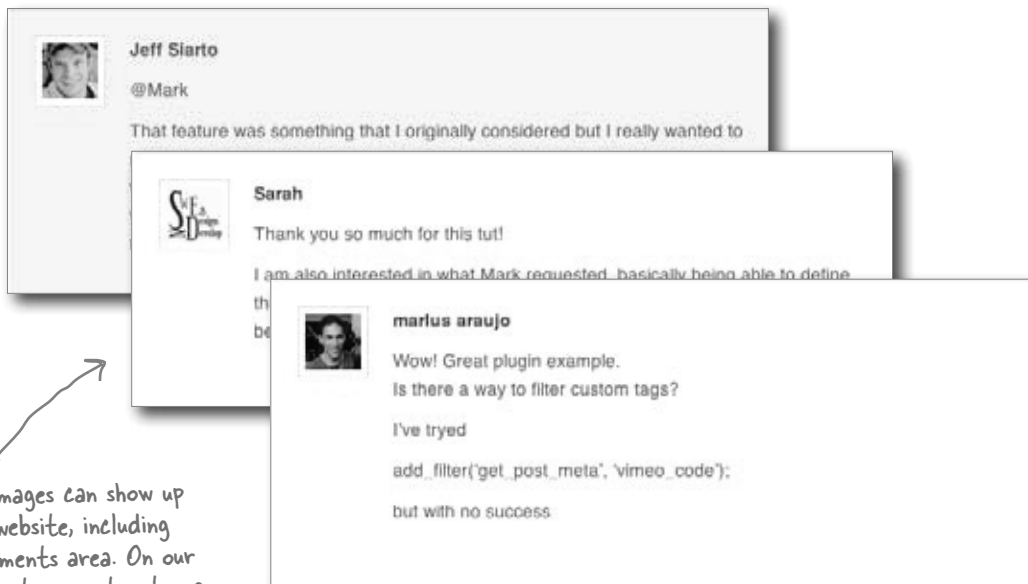 Jeff Siarto
@Mark
That feature was something that I originally considered but I really wanted to
Sarah
Thank you so much for this tut!
I am also interested in what Mark requested, basically being able to define
th
be
marius araujo
Wow! Great plugin example.
Is there a way to filter custom tags?
I've tryed
add_filter('get_post_meta', 'vimeo_code');
but with no success
mages can show up
website, including
ments area. On our